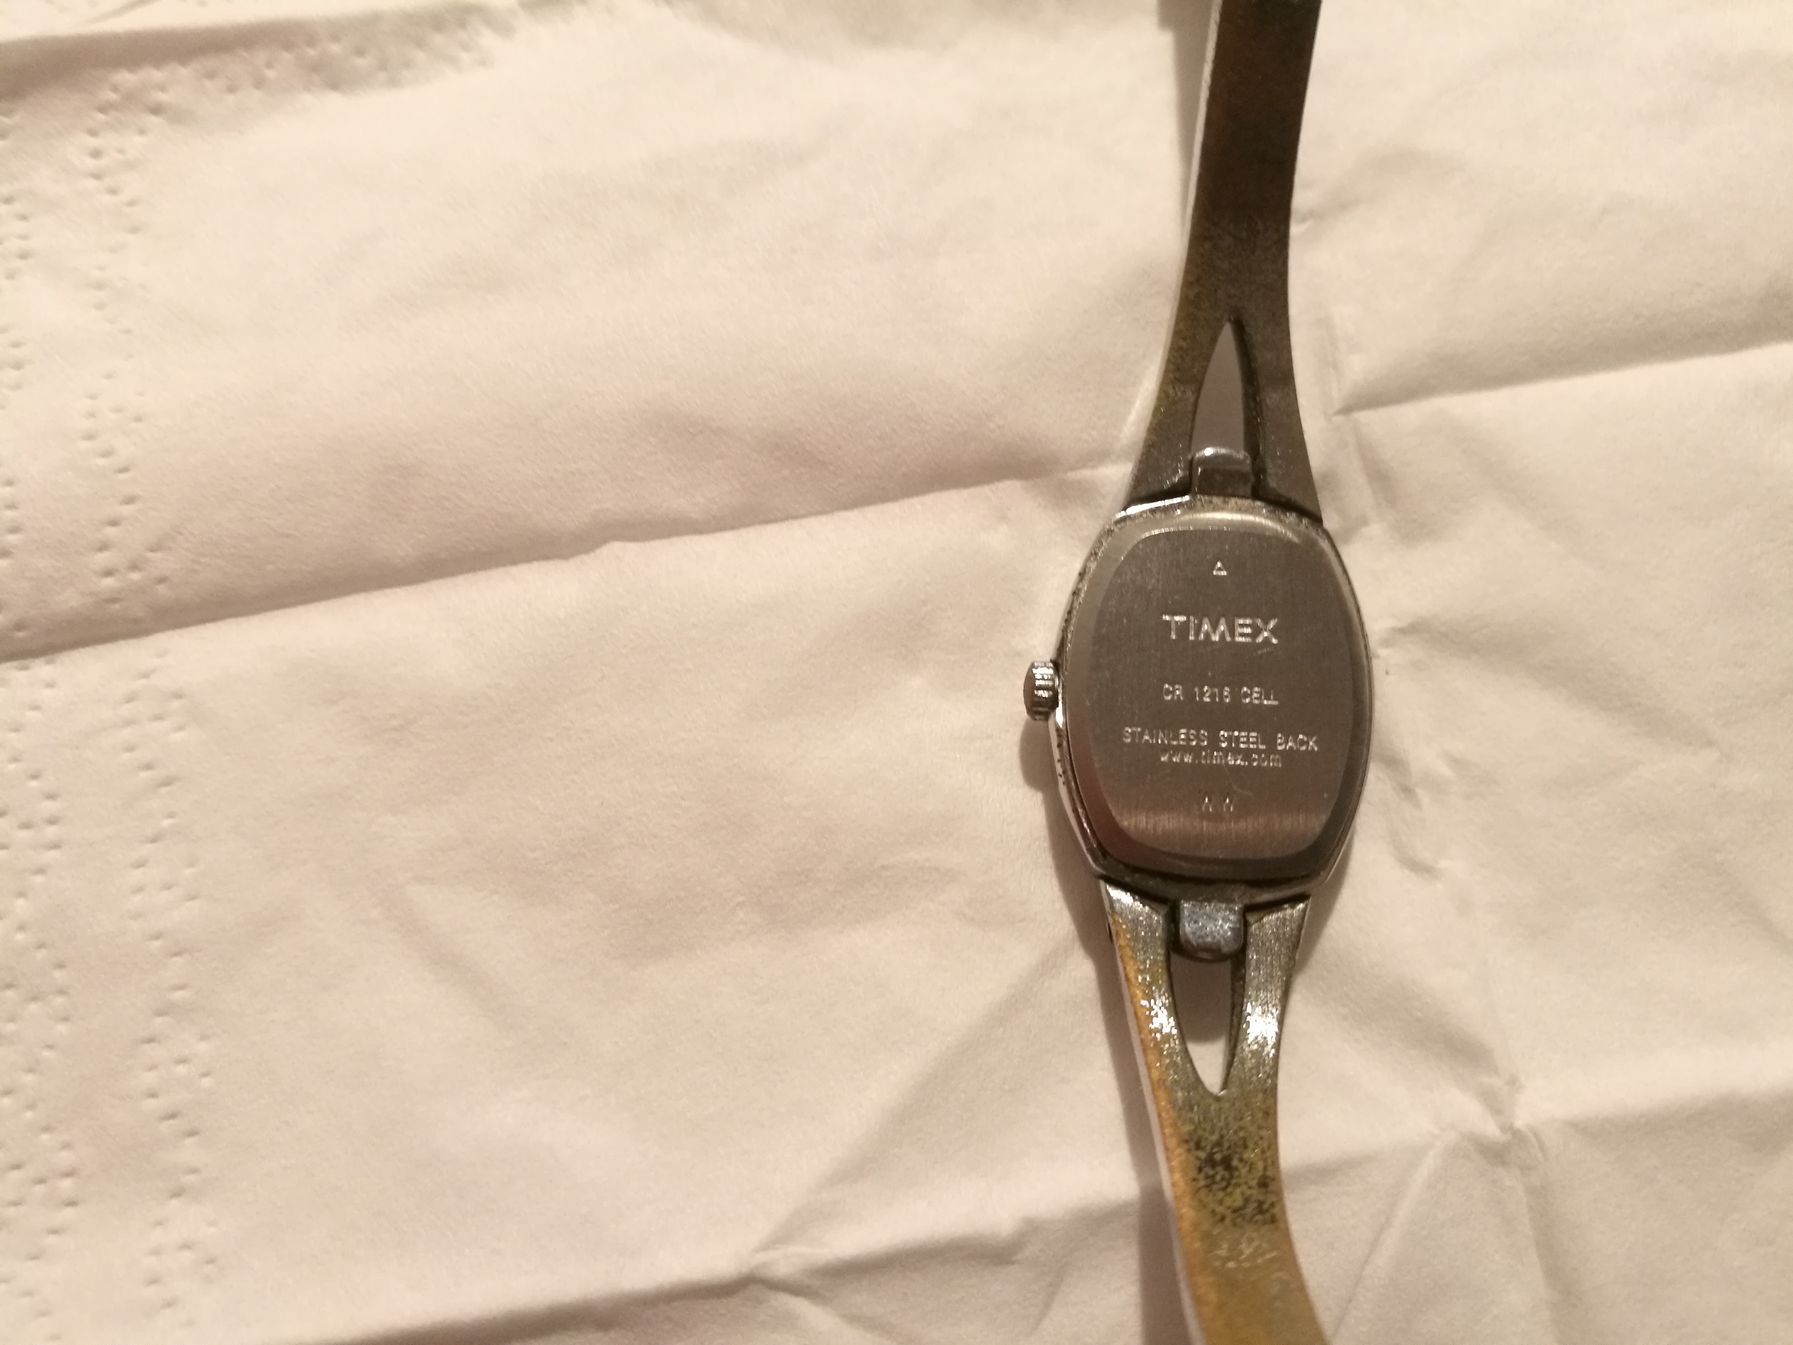 TIMEX
CR 1216 CELL
STAINLESS STEEL BACK
www.timex.com